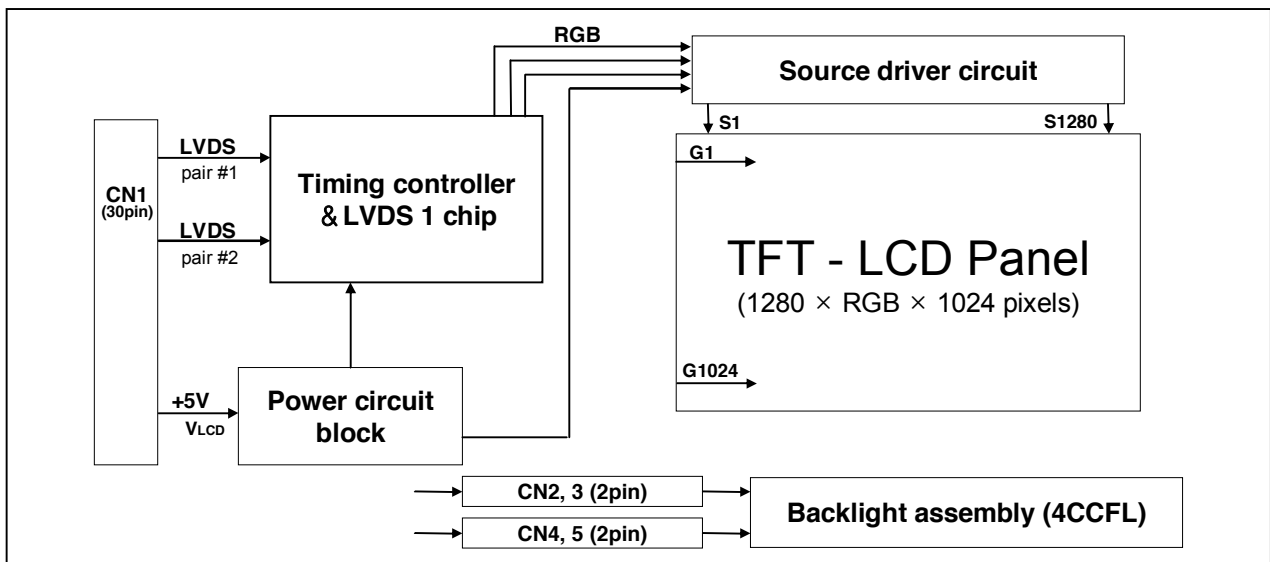 RGB
Source driver circuit
S1
S1280
CN1
(30pin)
LVDS
pair #1
LVDS
pair #2
Timing controller
&LVDS 1 chip
G1
TFT - LCD Panel
(1280 × RGB × 1024 pixels)
G1024
+5V
VLCD
Power circuit
block
CN2, 3 (2pin)
CN4, 5 (2pin)
Backlight assembly (4CCFL)